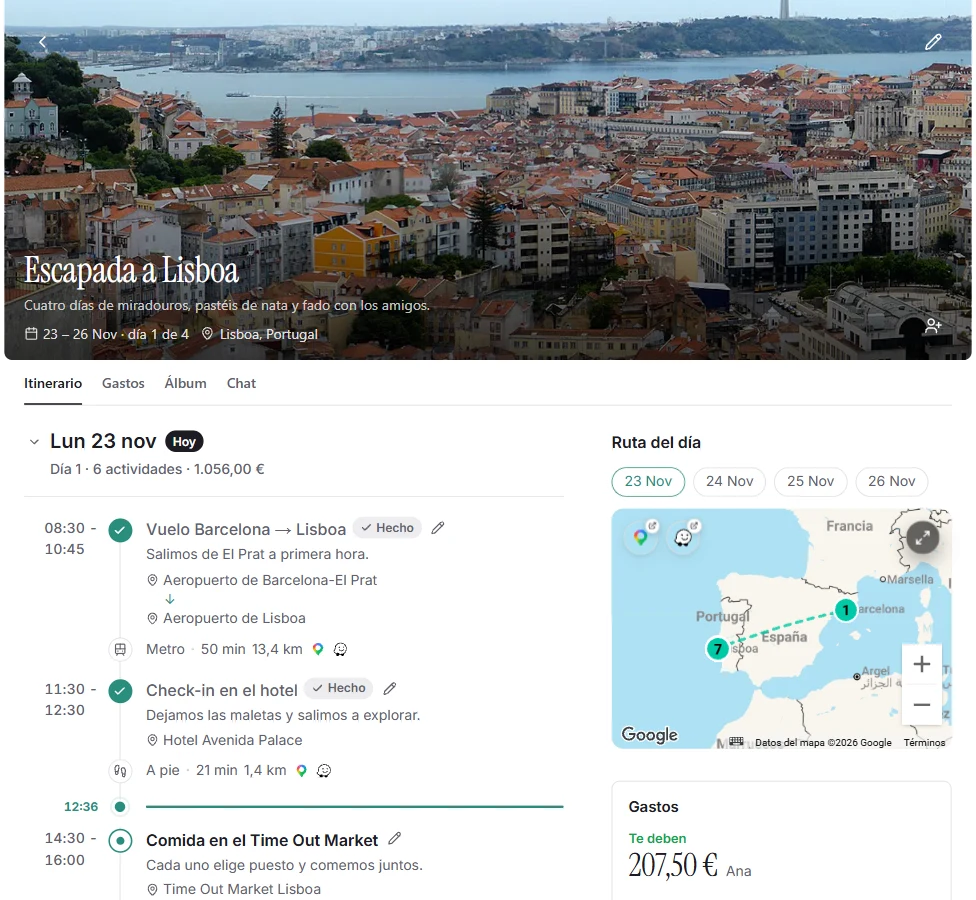 Escapada a Lisboa
Cuatro días de miradouros, pastéis de nata y fado con los amigos.
23 – 26 Nov · día 1 de 4 Lisboa, Portugal
Itinerario Gastos Álbum Chat
Lun 23 nov Hoy
Día 1 · 6 actividades · 1.056,00 €
08:30 -
10:45
Vuelo Barcelona → Lisboa Hecho
Salimos de El Prat a primera hora.
Aeropuerto de Barcelona-El Prat
↓
Aeropuerto de Lisboa
Metro · 50 min 13,4 km
11:30 -
12:30
Check-in en el hotel Hecho
Dejamos las maletas y salimos a explorar.
Hotel Avenida Palace
A pie · 21 min 1,4 km
12:36
14:30 -
16:00
Comida en el Time Out Market
Cada uno elige puesto y comemos juntos.
Time Out Market Lisboa
Ruta del día
23 Nov 24 Nov 25 Nov 26 Nov
Francia
Marsella
1 arcelona
Portugal
España
7 sboa
Argel
الجزائر
+
−
Google
Datos del mapa ©2026 Google Términos
Gastos
Te deben
207,50 € Ana